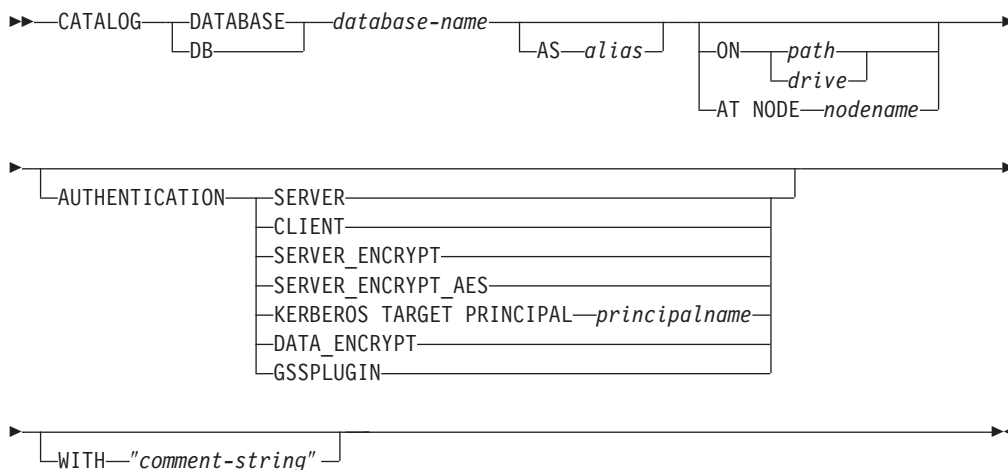 CATALOG DATABASE database-name
DB AS alias ON path
drive
AT NODE nodename
AUTHENTICATION SERVER
CLIENT
SERVER_ENCRYPT
SERVER_ENCRYPT_AES
KERBEROS TARGET PRINCIPAL principalname
DATA_ENCRYPT
GSSPLUGIN
WITH "comment-string"